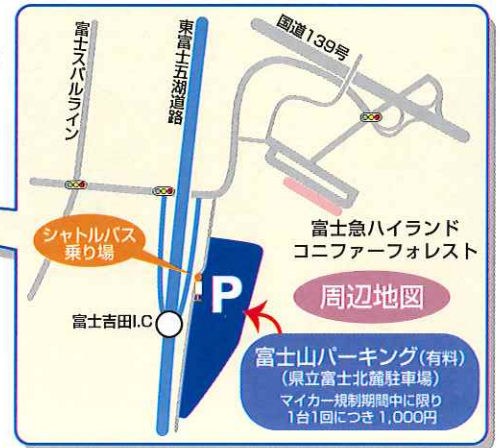 富士スバルライン
東富士五湖道路
国道139号
シャトルバス
乗り場
富士急ハイランド
コニファーフォレスト
周辺地図
P
富士吉田I.C
富士山パーキング(有料)
(県立富士北麓駐車場)
マイカー規制期間中に限り
1台1回につき 1,000円